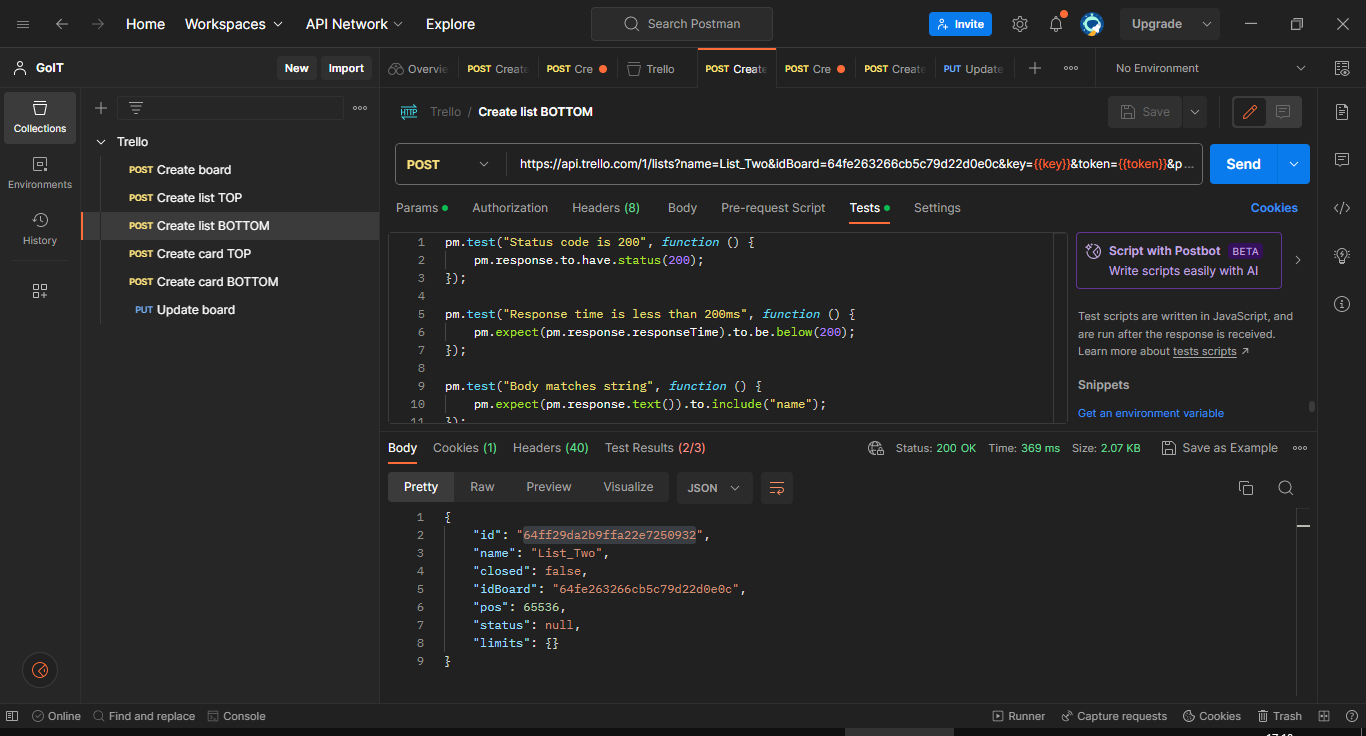 Home Workspaces API Network Explore Search Postman Invite Upgrade
GoIT New Import
Overvie POST Create POST Cre Trello POST Create POST Cre POST Create PUT Update No Environment
Collections
Environments
History
Trello
POST Create board
POST Create list TOP
POST Create list BOTTOM
POST Create card TOP
POST Create card BOTTOM
PUT Update board
HTTP Trello / Create list BOTTOM Save
POST https://api.trello.com/1/lists?name=List_Two&idBoard=64fe263266cb5c79d22d0e0c&key={{key}}&token={{token}}&p... Send
Params Authorization Headers (8) Body Pre-request Script Tests Settings Cookies
1 pm.test("Status code is 200", function () {
2 pm.response.to.have.status(200);
3 });
4
5 pm.test("Response time is less than 200ms", function () {
6 pm.expect(pm.response.responseTime).to.be.below(200);
7 });
8
9 pm.test("Body matches string", function () {
10 pm.expect(pm.response.text()).to.include("name");
11 });
Script with Postbot BETA
Write scripts easily with AI
Test scripts are written in JavaScript, and
are run after the response is received.
Learn more about tests scripts ↗
Snippets
Get an environment variable
Body Cookies (1) Headers (40) Test Results (2/3) Status: 200 OK Time: 369 ms Size: 2.07 KB Save as Example
Pretty Raw Preview Visualize JSON
1 {
2 "id": "64ff29da2b9ffa22e7250932",
3 "name": "List_Two",
4 "closed": false,
5 "idBoard": "64fe263266cb5c79d22d0e0c",
6 "pos": 65536,
7 "status": null,
8 "limits": {}
9 }
Online Find and replace Console Runner Capture requests Cookies Trash